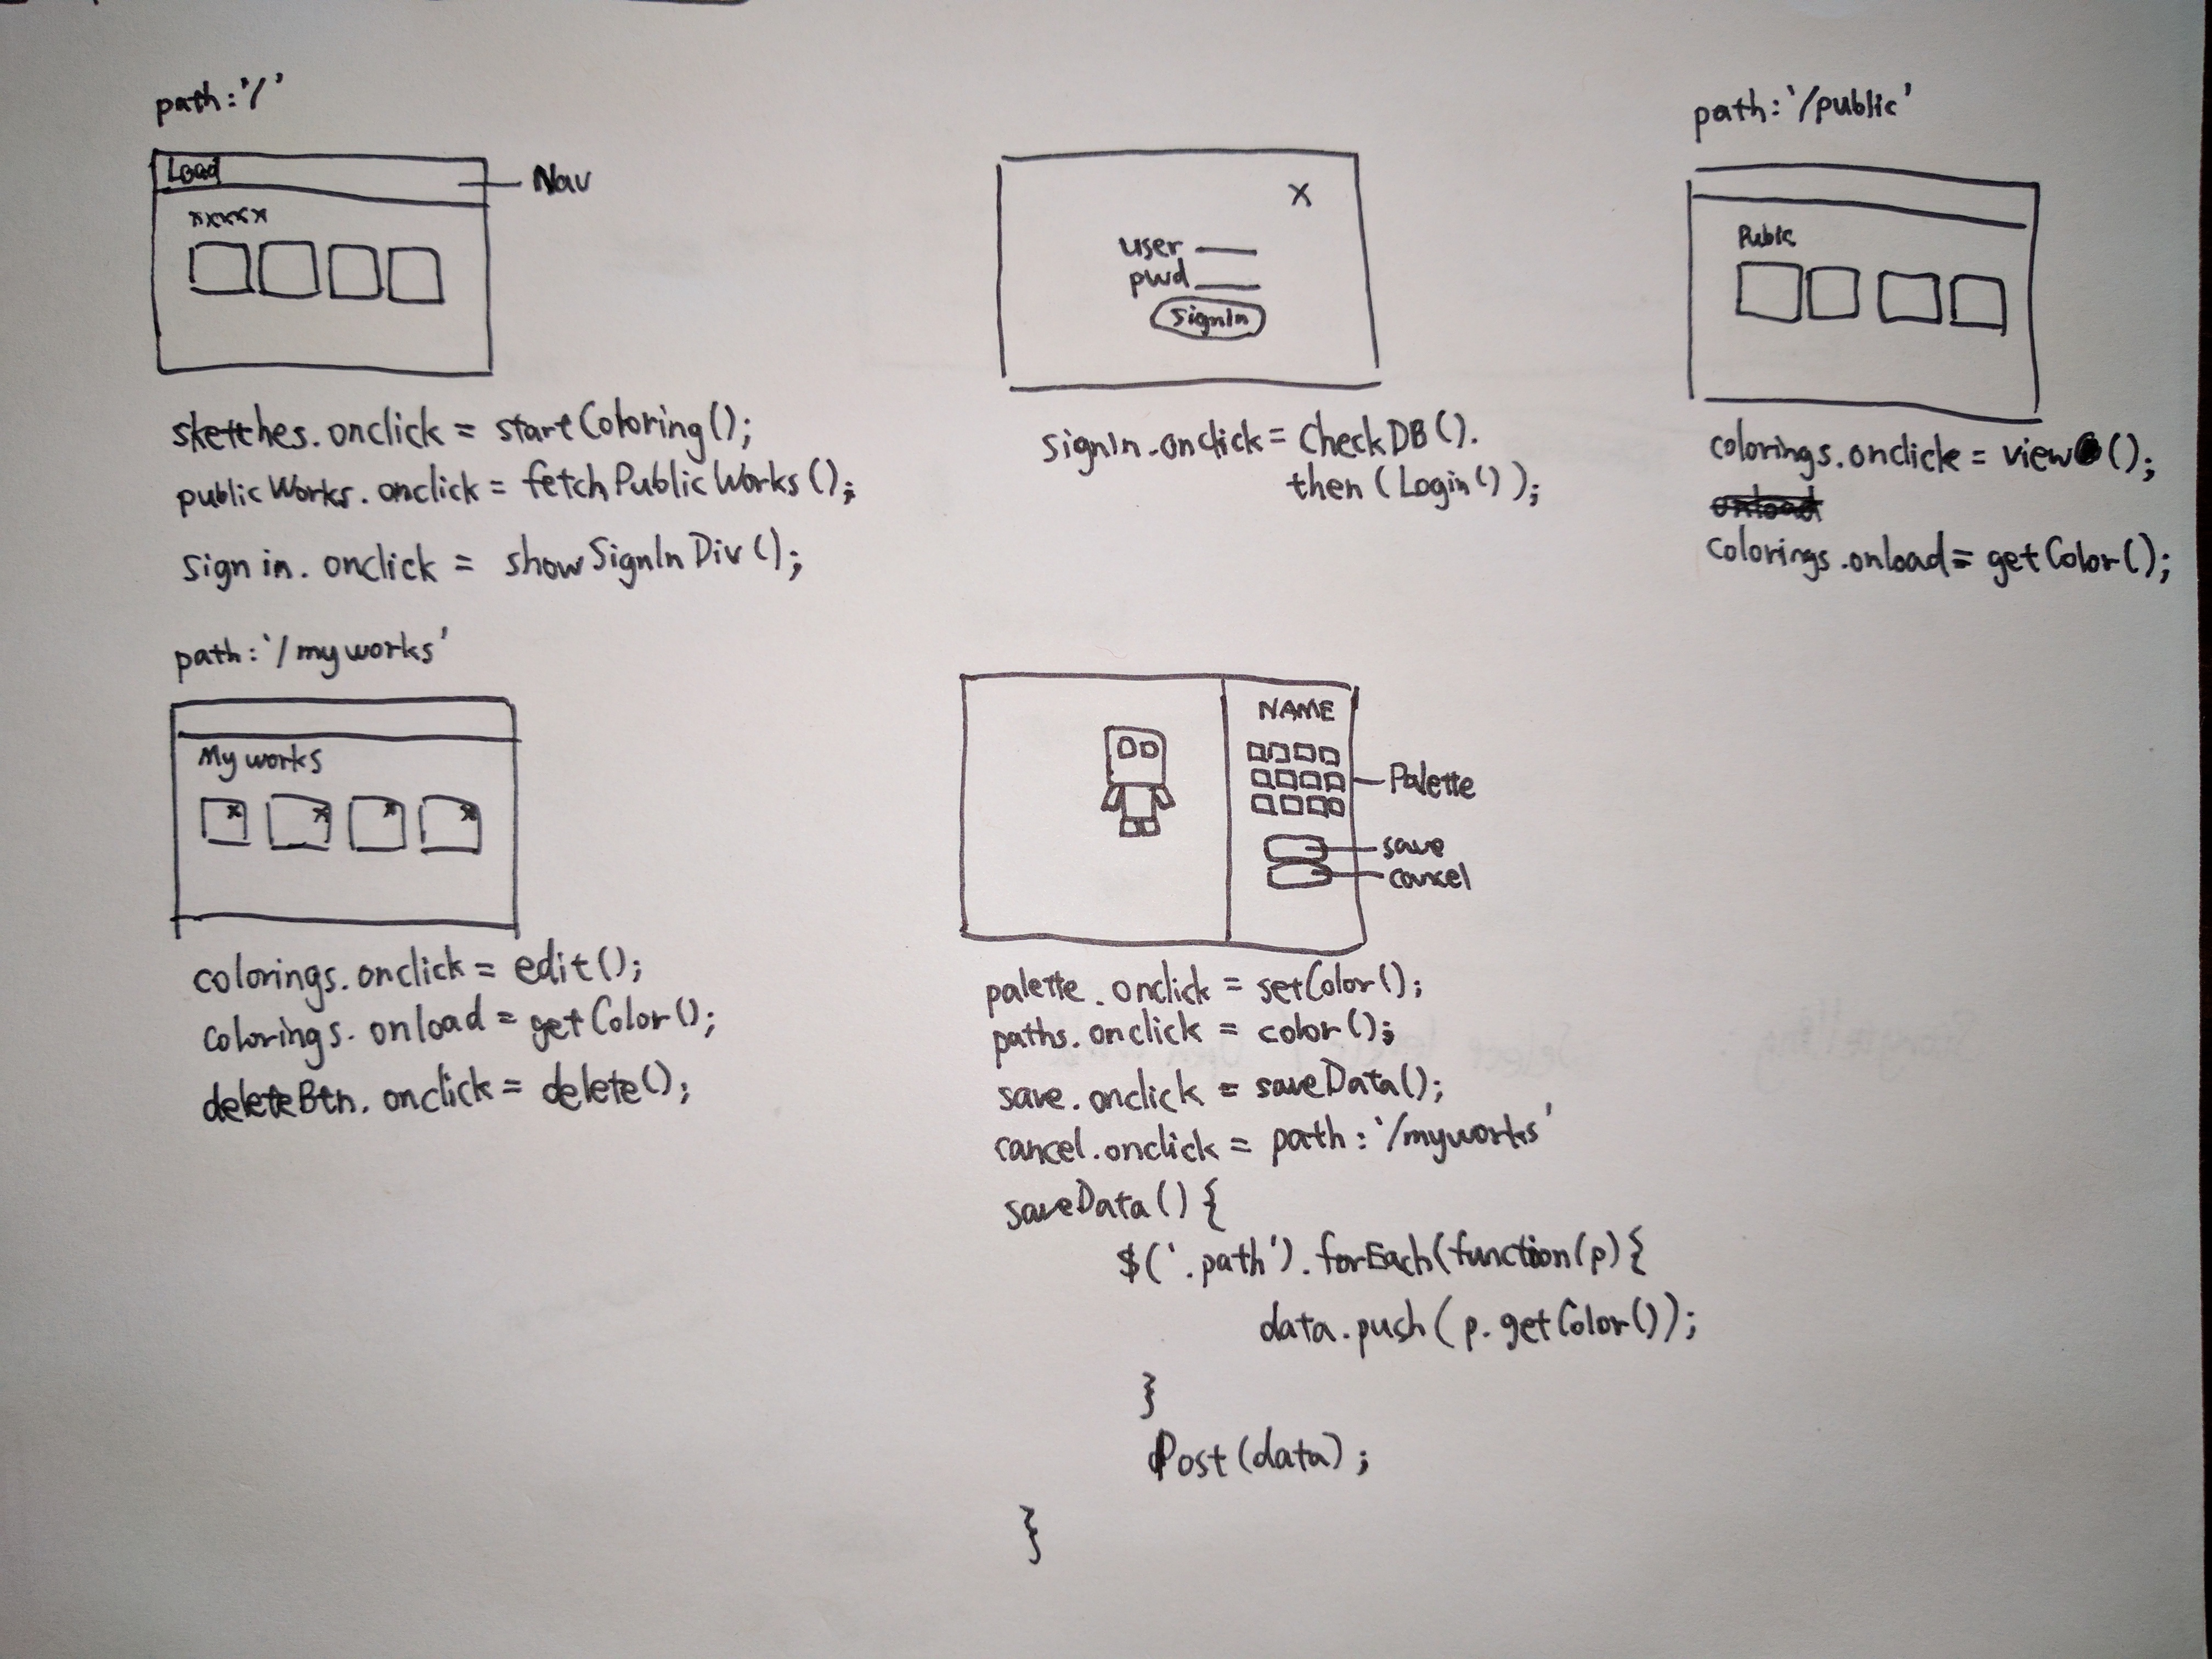 path:'/'
Load
Nav
xxxxx
sketches.onclick = startColoring();
publicWorks.onclick = fetchPublicWorks();
Sign in.onclick = showSignInDiv();
X
user
pwd
SignIn
SignIn.onclick = CheckDB().
then(Login());
path:'/public'
Public
colorings.onclick = view();
colorings.onload = getColor();
path:'/myworks'
My works
x x x x
colorings.onclick = edit();
colorings.onload = getColor();
deleteBtn.onclick = delete();
NAME
Palette
save
cancel
palette.onclick = setColor();
paths.onclick = color();
save.onclick = saveData();
cancel.onclick = path:'/myworks'
saveData() {
$('.path').forEach(function(p){
data.push(p.getColor());
}
Post(data);
}